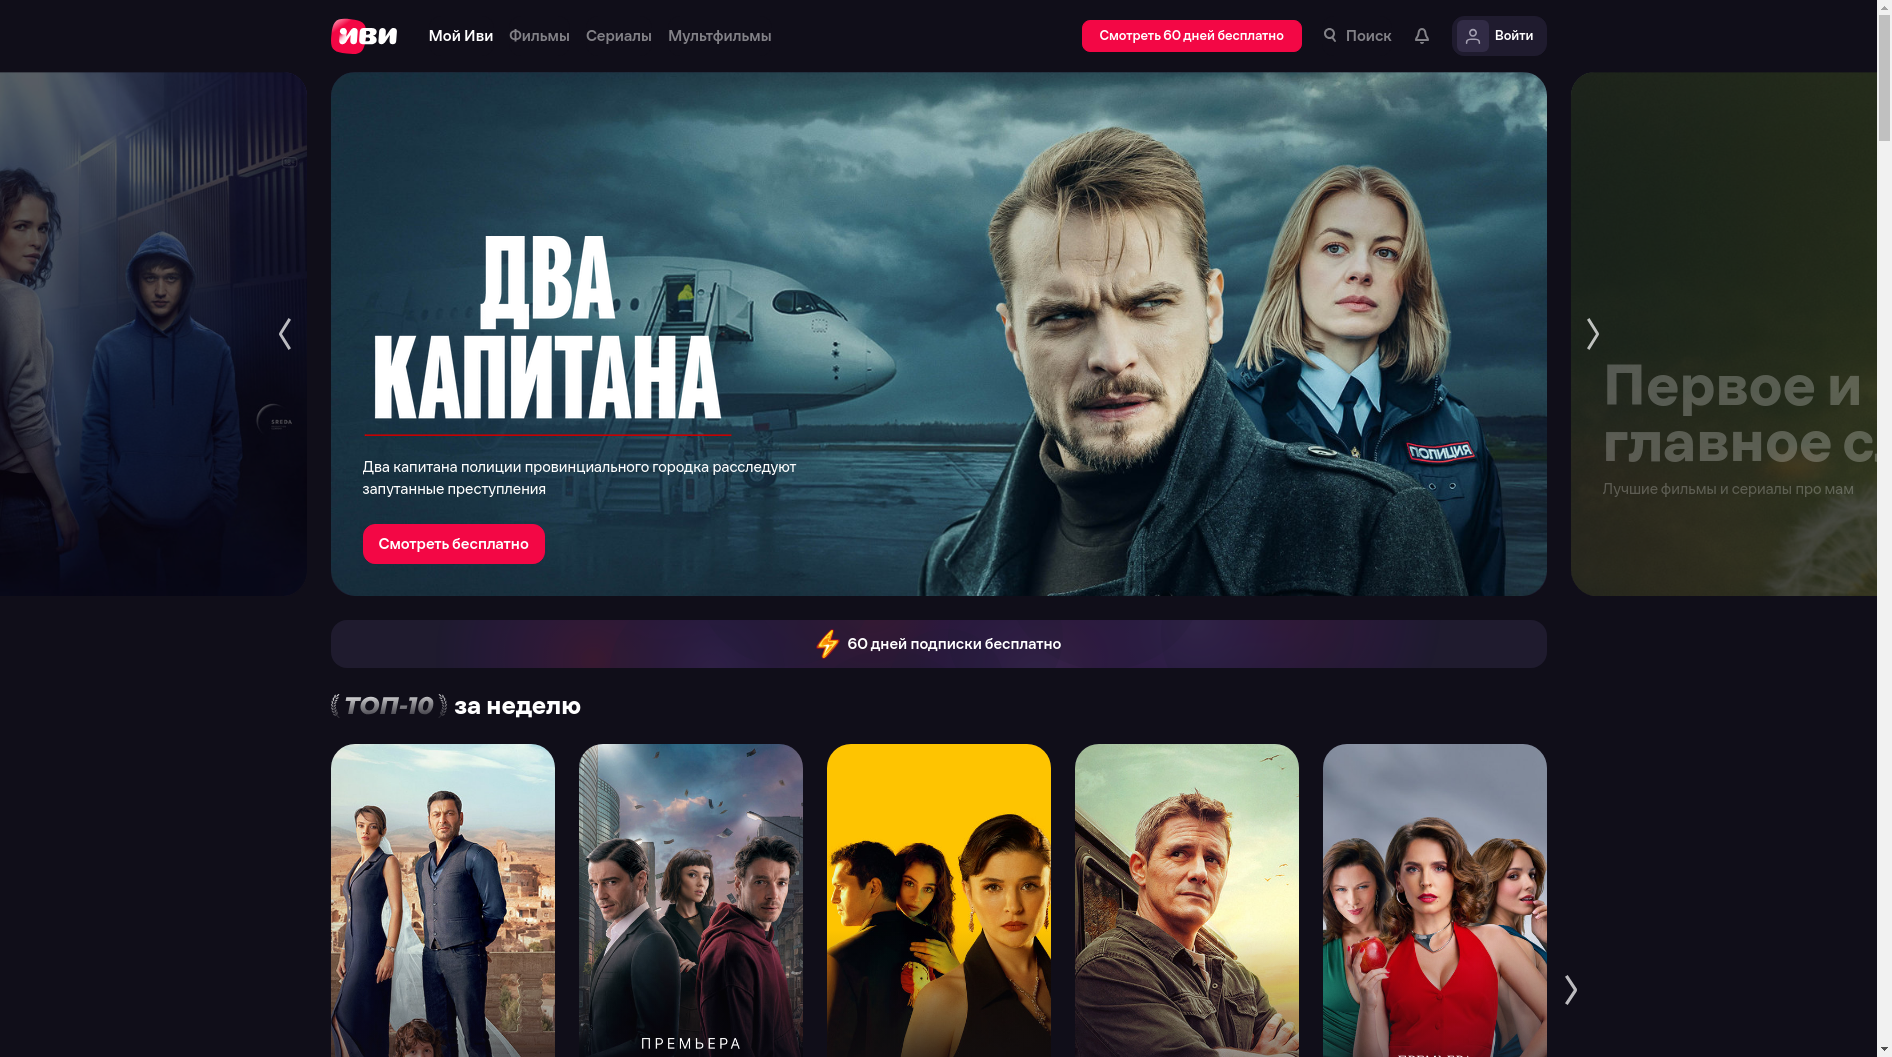 иви
Мой Иви
Фильмы
Сериалы
Мультфильмы
Смотреть 60 дней бесплатно
Поиск
Войти
ДВА
КАПИТАНА
Два капитана полиции провинциального городка расследуют
запутанные преступления
Смотреть бесплатно
ПОЛИЦИЯ
SREDA
Первое и
главное с
Лучшие фильмы и сериалы про мам
60 дней подписки бесплатно
ТОП-10 за неделю
ПРЕМЬЕРА